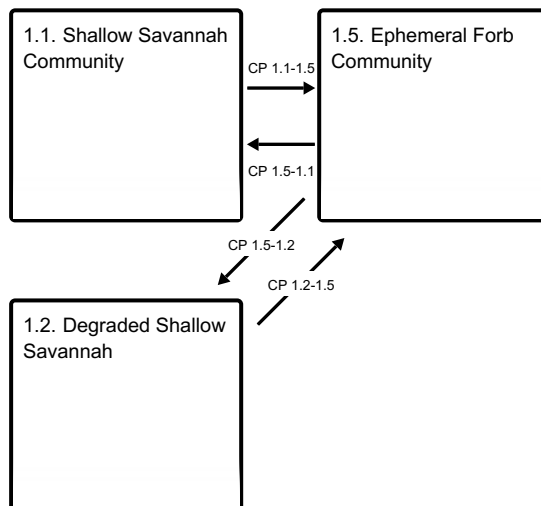 1.1. Shallow Savannah
Community
1.5. Ephemeral Forb
Community
CP 1.1-1.5
CP 1.5-1.1
CP 1.5-1.2
CP 1.2-1.5
1.2. Degraded Shallow
Savannah